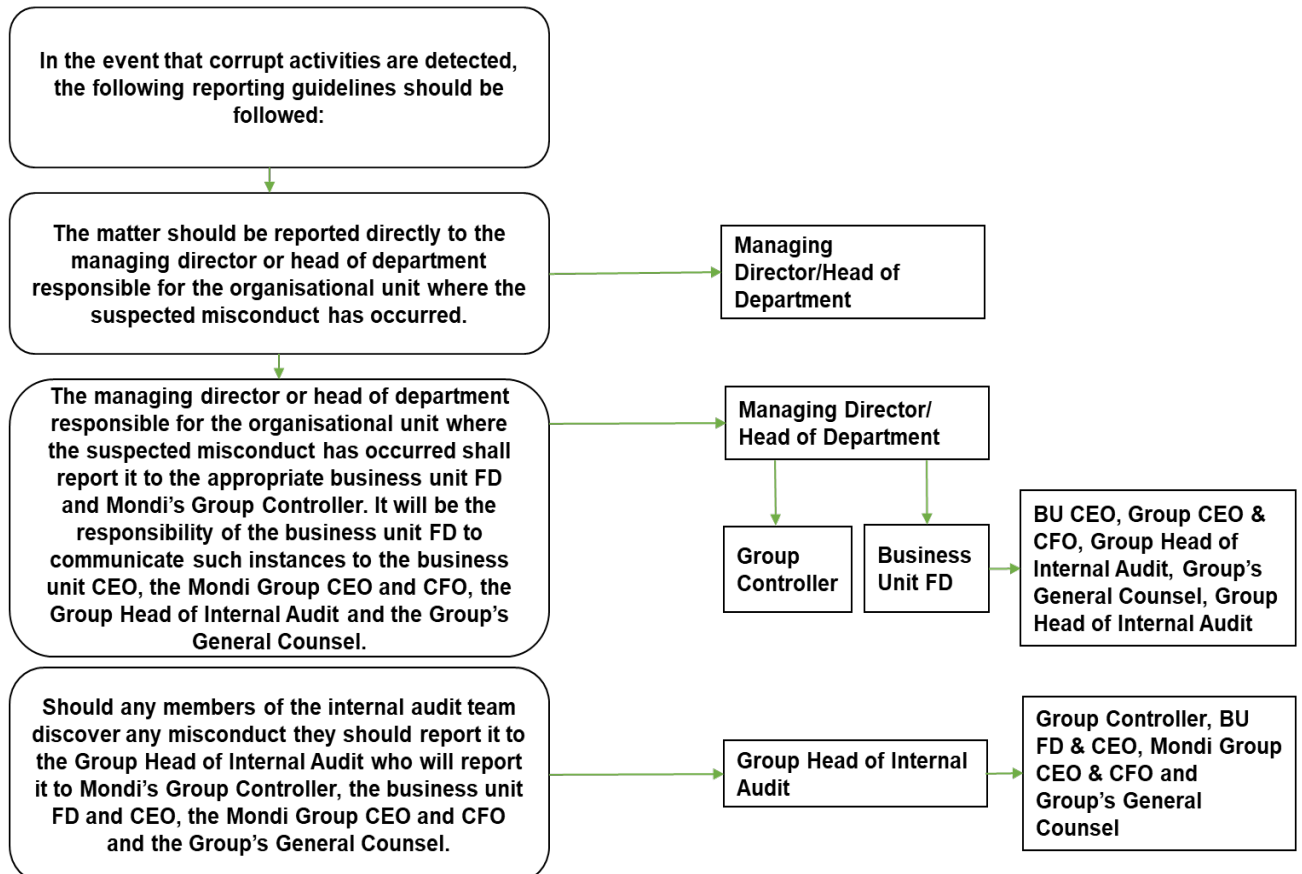 In the event that corrupt activities are detected,
the following reporting guidelines should be
followed:
The matter should be reported directly to the
managing director or head of department
responsible for the organisational unit where the
suspected misconduct has occurred.
Managing
Director/Head of
Department
The managing director or head of department
responsible for the organisational unit where
the suspected misconduct has occurred shall
report it to the appropriate business unit FD
and Mondi’s Group Controller. It will be the
responsibility of the business unit FD to
communicate such instances to the business
unit CEO, the Mondi Group CEO and CFO, the
Group Head of Internal Audit and the Group’s
General Counsel.
Managing Director/
Head of Department
Group
Controller
Business
Unit FD
BU CEO, Group CEO &
CFO, Group Head of
Internal Audit, Group’s
General Counsel, Group
Head of Internal Audit
Should any members of the internal audit team
discover any misconduct they should report it to
the Group Head of Internal Audit who will report
it to Mondi’s Group Controller, the business unit
FD and CEO, the Mondi Group CEO and CFO
and the Group’s General Counsel.
Group Head of Internal
Audit
Group Controller, BU
FD & CEO, Mondi Group
CEO & CFO and
Group’s General
Counsel